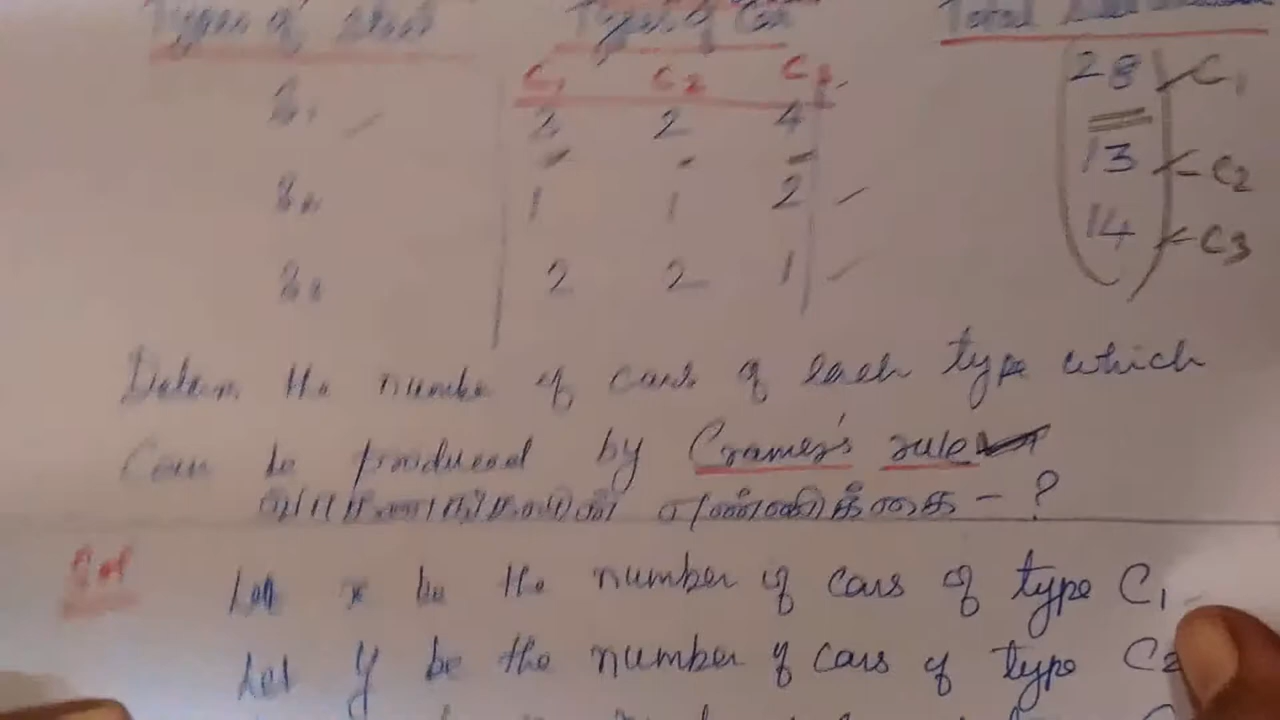 Types of Steel Types of Car Total
C1 C2 C3
S1 2 2 4 28 C1
S2 1 1 2 13 C2
S3 2 2 1 14 C3
the number of cars of each type which
Can be produced by Cramer's rule
எண்ணிக்கை - ?
Sol
Let x be the number of cars of type C1
Let y be the number of cars of type C2